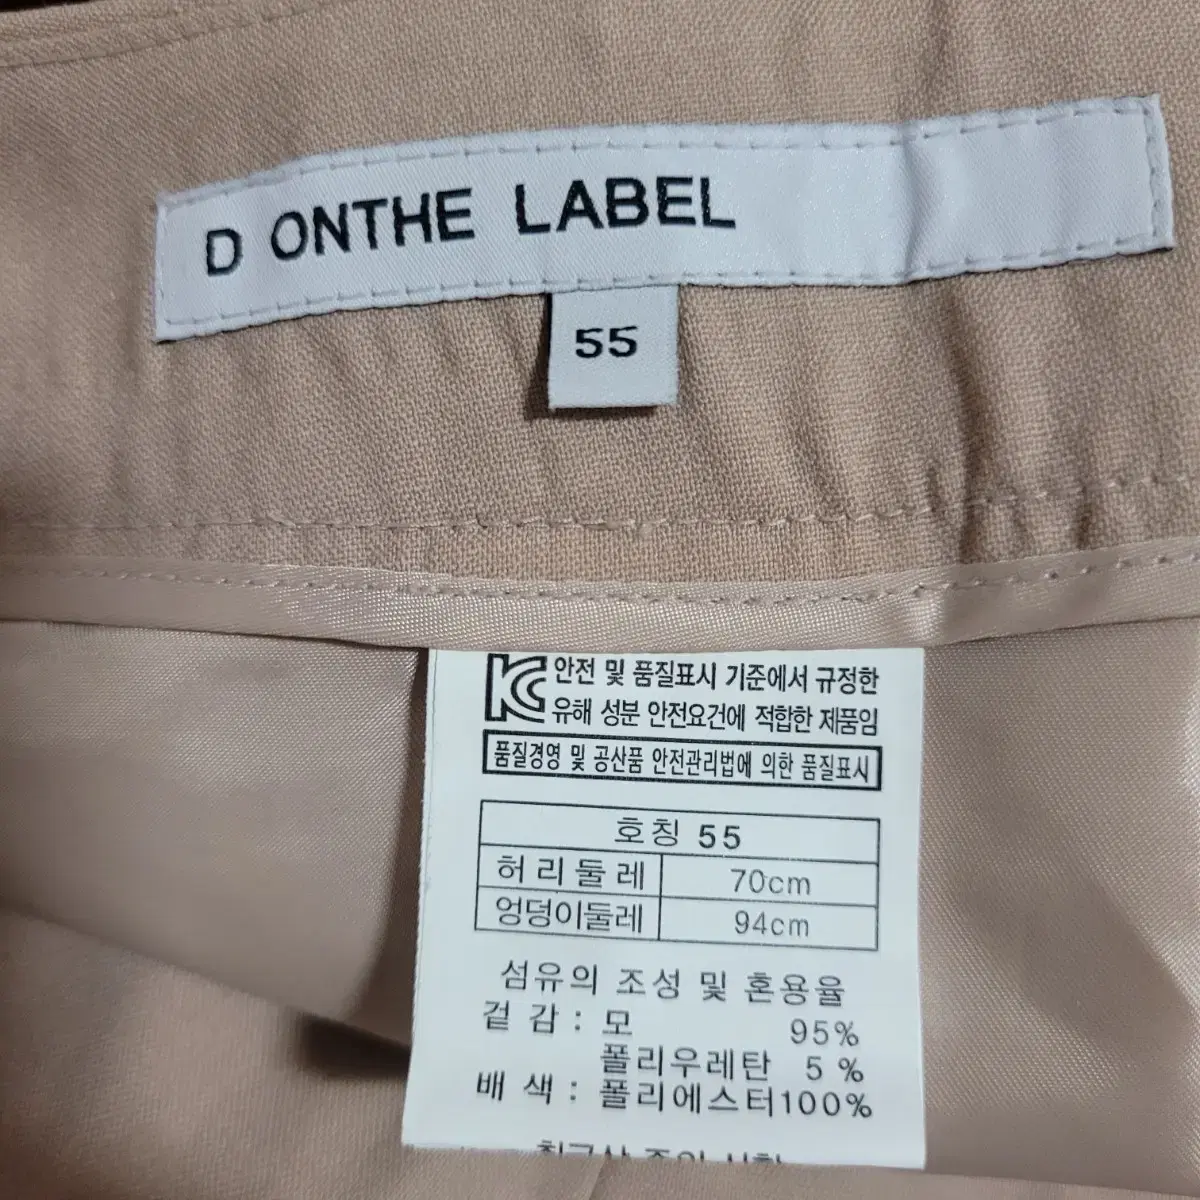 D ONTHE LABEL
55
KC 안전 및 품질표시 기준에서 규정한
유해 성분 안전요건에 적합한 제품임
품질경영 및 공산품 안전관리법에 의한 품질표시
호칭 55
허리둘레 70cm
엉덩이둘레 94cm
섬유의 조성 및 혼용율
겉감: 모 95%
폴리우레탄 5%
배색: 폴리에스터100%